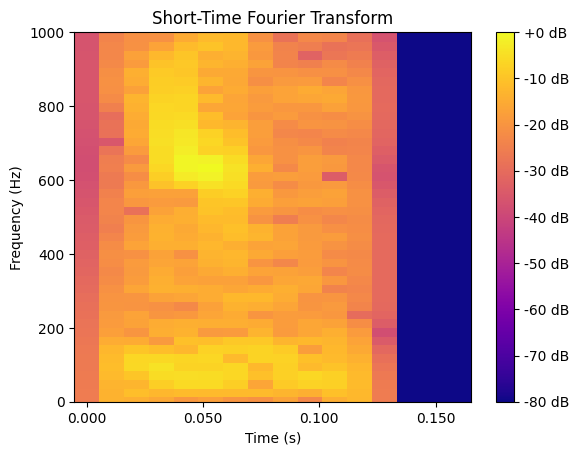 Short-Time Fourier Transform
1000
800
600
400
200
0
Frequency (Hz)
0.000
0.050
0.100
0.150
Time (s)
+0 dB
-10 dB
-20 dB
-30 dB
-40 dB
-50 dB
-60 dB
-70 dB
-80 dB